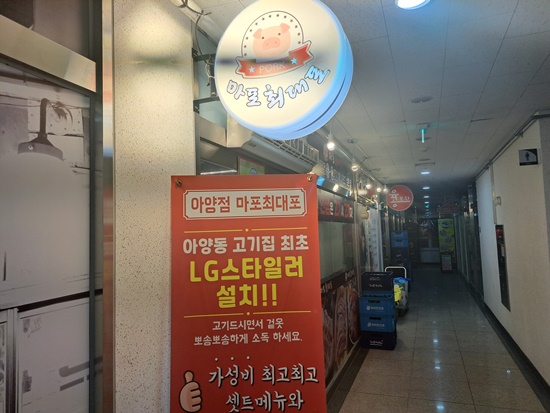 PORK
마포최대포
아양점 마포최대포
아양동 고기집 최초
LG스타일러
설치!!
고기드시면서 겉옷
뽀송뽀송하게 소독 하세요.
가성비 최고최고
셋트메뉴와